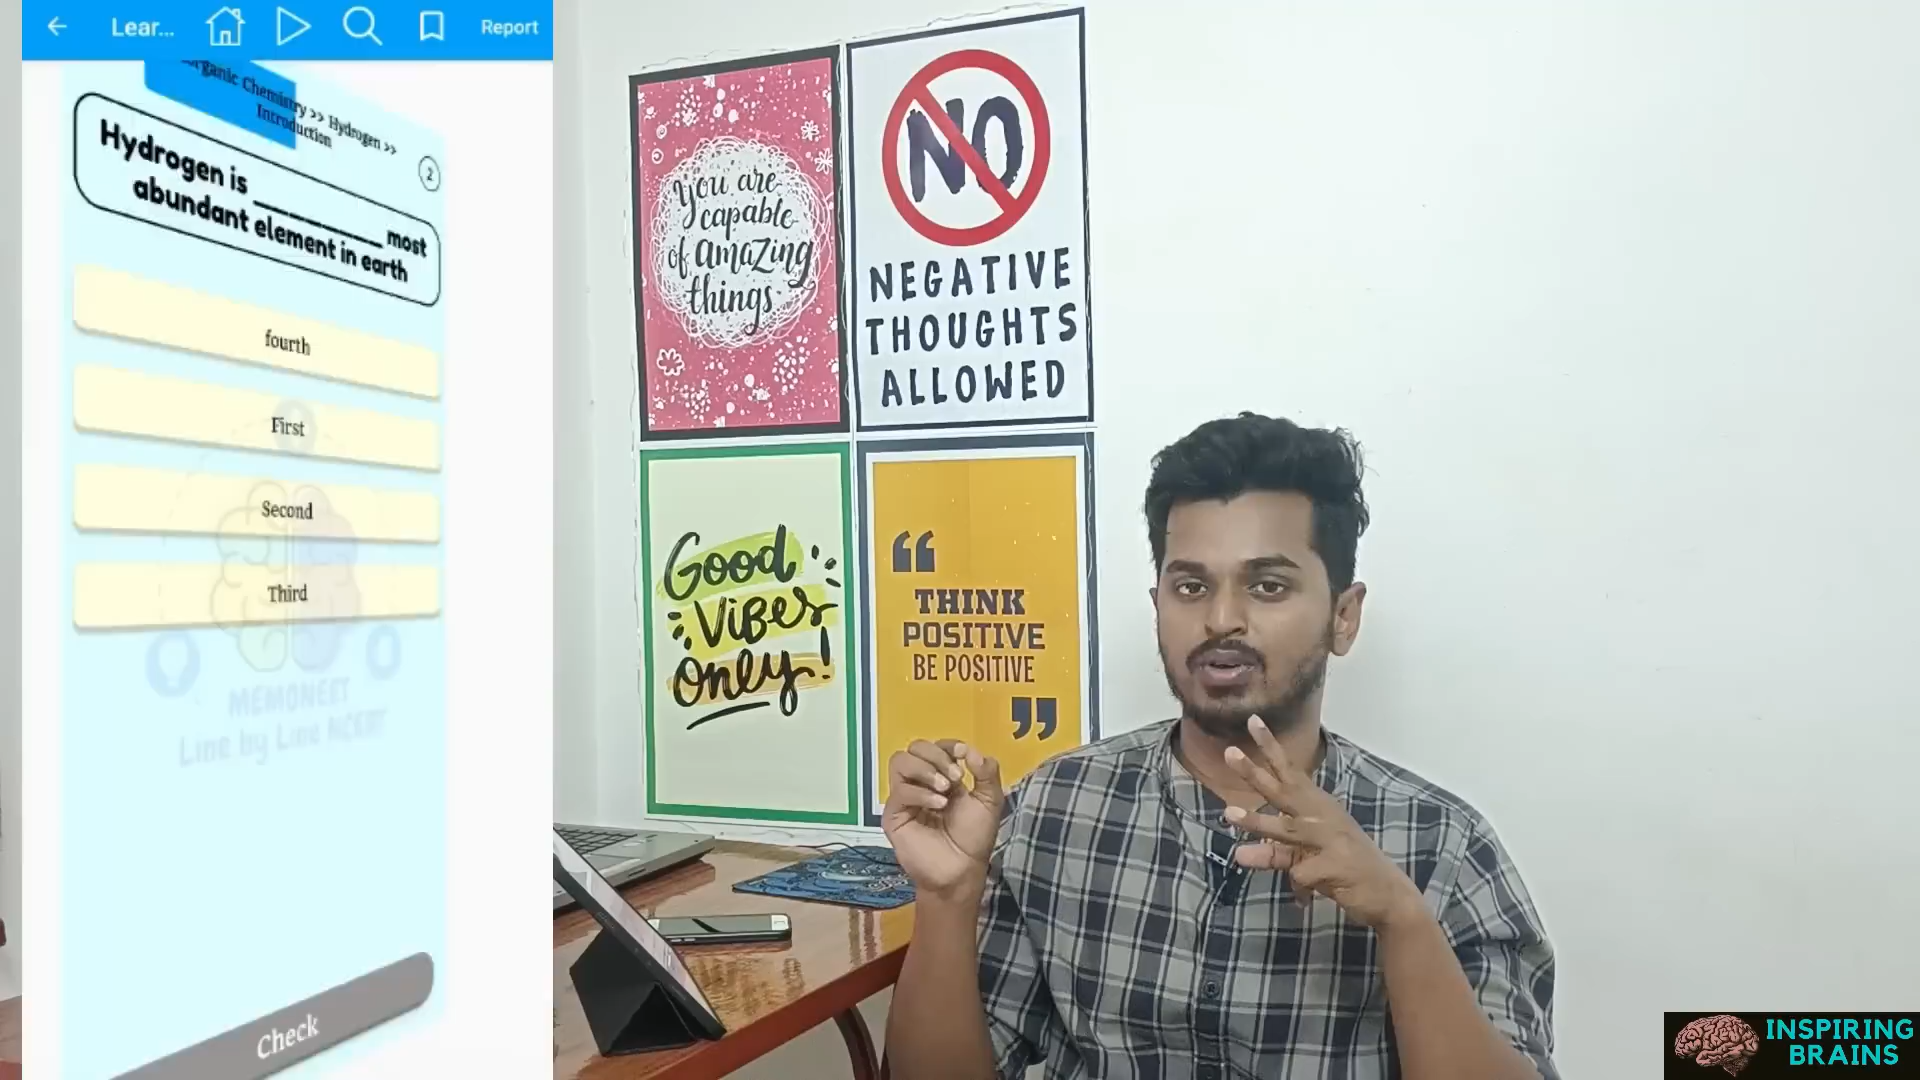 Lear...
Report
organic Chemistry >> Hydrogen >>
Introduction
2
Hydrogen is ________ most
abundant element in earth
fourth
First
Second
Third
MEMONEET
Line by Line NCERT
Check
you are
capable
of amazing
things
NO
NEGATIVE
THOUGHTS
ALLOWED
Good
ViBes
only!
“
THINK
POSITIVE
BE POSITIVE
”
INSPIRING
BRAINS